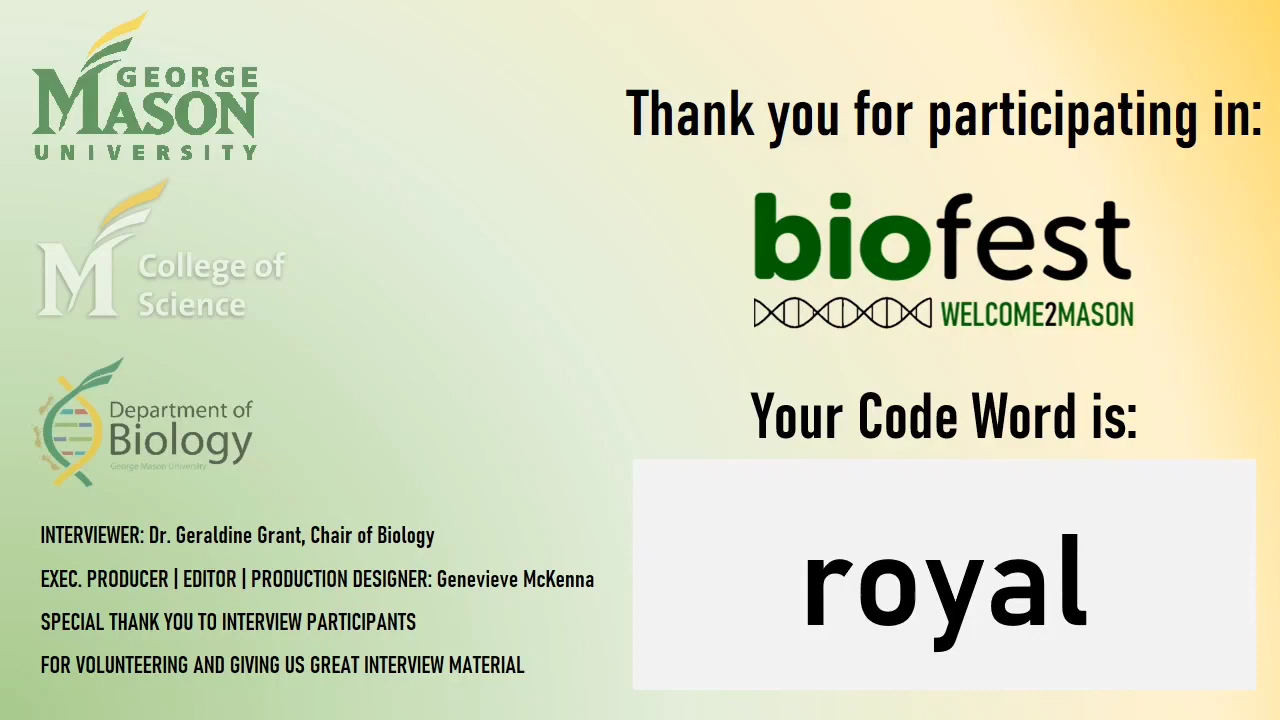 GEORGE
MASON
UNIVERSITY
College of
Science
Department of
Biology
George Mason University
INTERVIEWER: Dr. Geraldine Grant, Chair of Biology
EXEC. PRODUCER | EDITOR | PRODUCTION DESIGNER: Genevieve McKenna
SPECIAL THANK YOU TO INTERVIEW PARTICIPANTS
FOR VOLUNTEERING AND GIVING US GREAT INTERVIEW MATERIAL
Thank you for participating in:
biofest
WELCOME2MASON
Your Code Word is:
royal